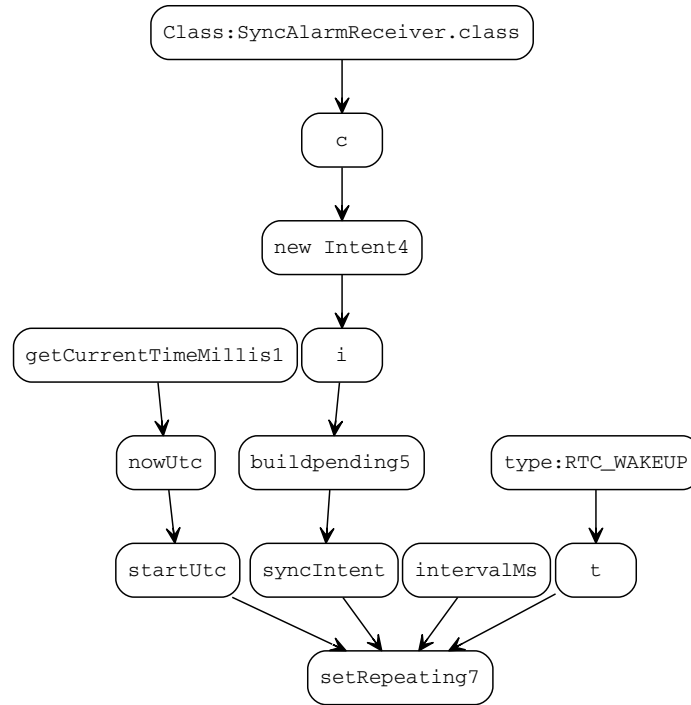 Class:SyncAlarmReceiver.class
c
new Intent4
getCurrentTimeMillis1
i
nowUtc
buildpending5
type:RTC_WAKEUP
startUtc
syncIntent
intervalMs
t
setRepeating7